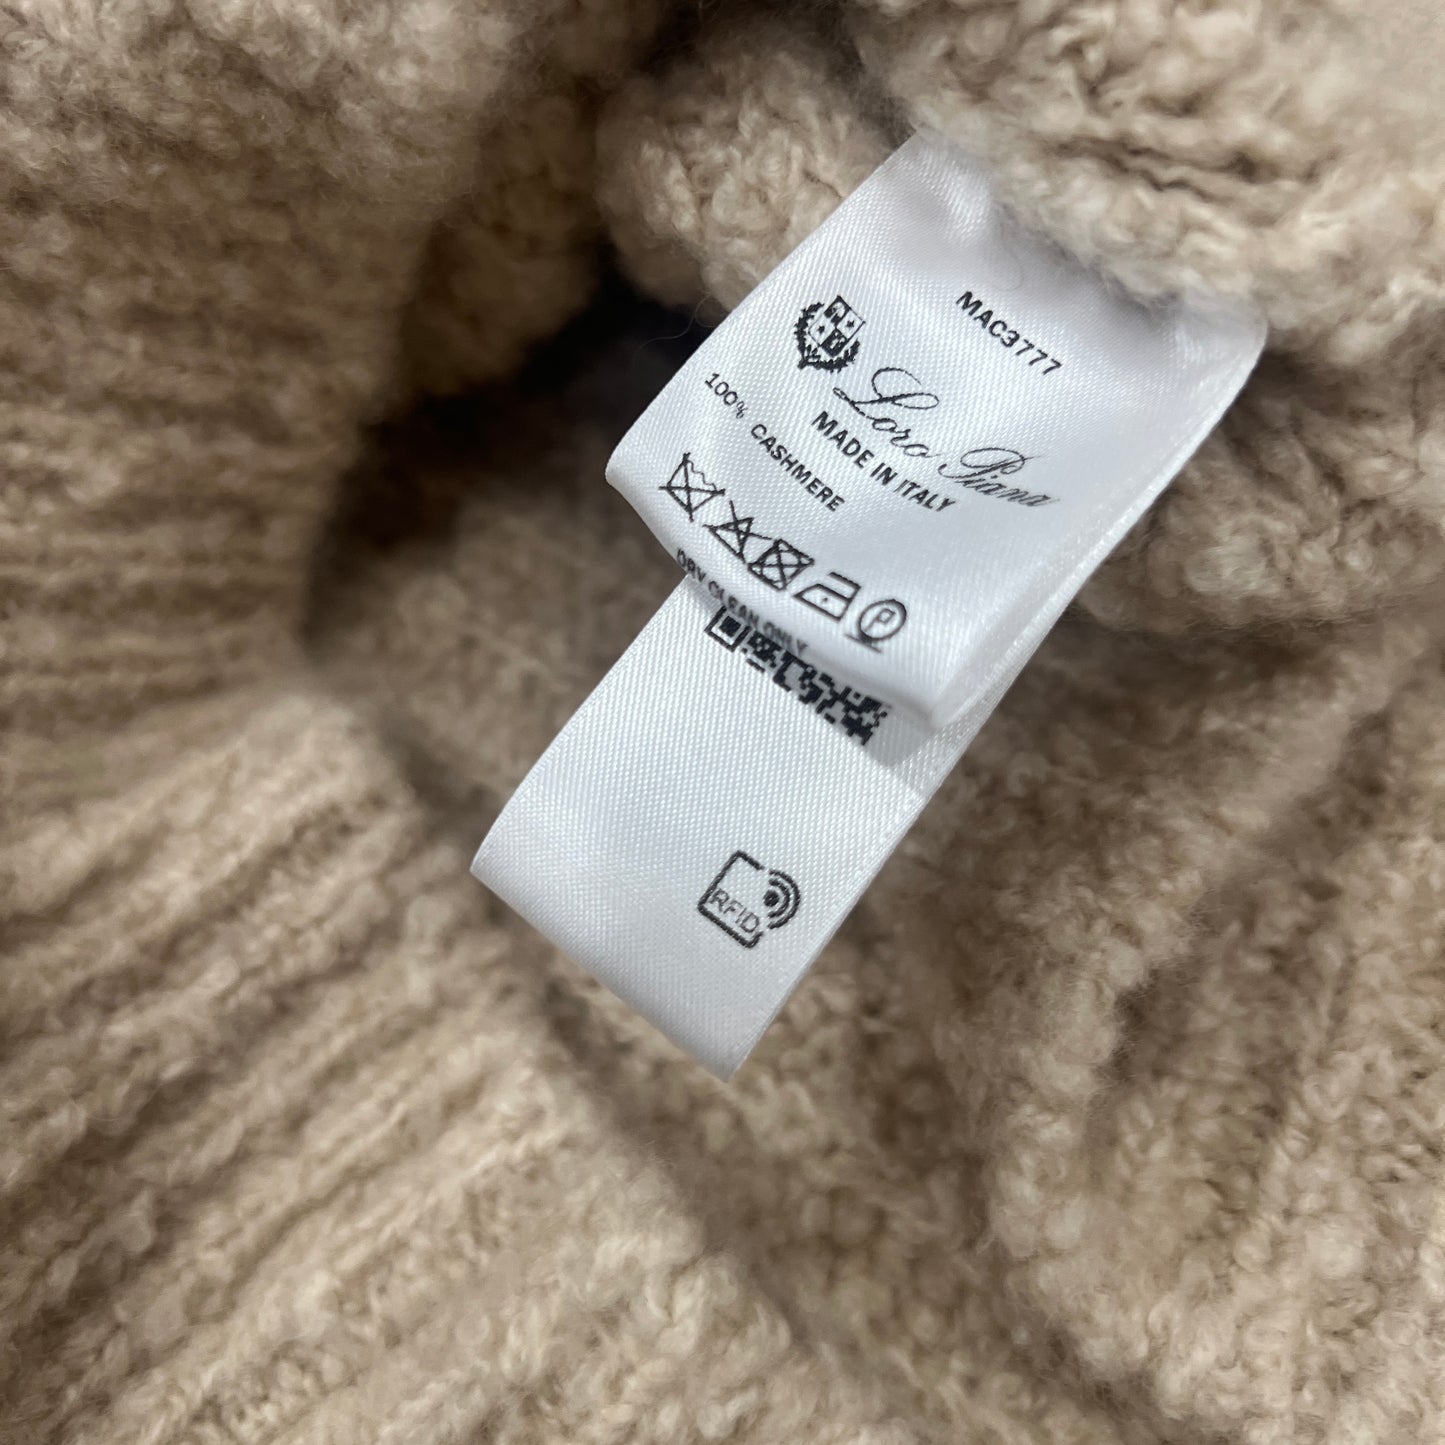 MAC3777
Loro Piana
MADE IN ITALY
100% CASHMERE
P
DRY CLEAN ONLY
RFID